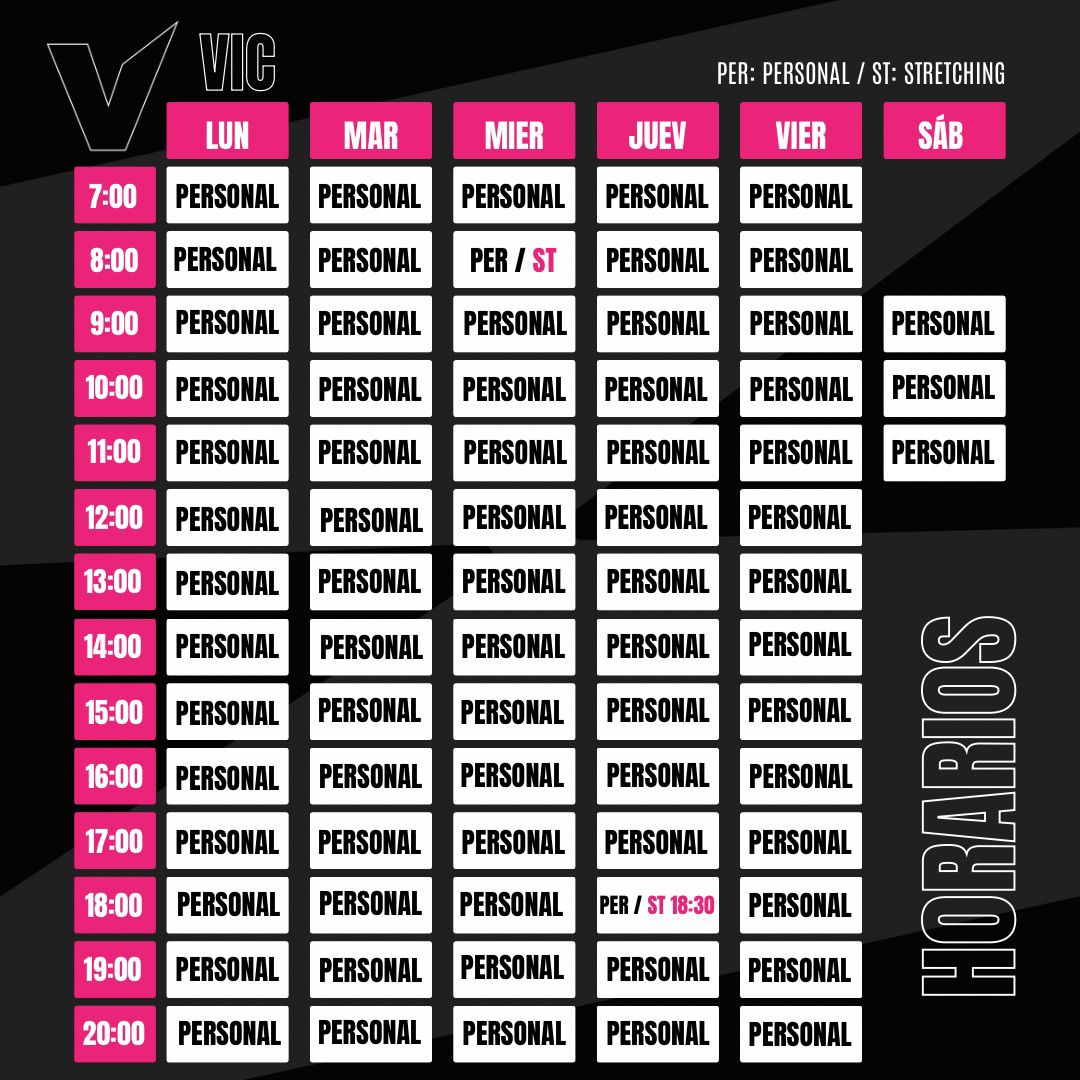 VIC
PER: PERSONAL / ST: STRETCHING
LUN MAR MIER JUEV VIER SÁB
7:00 PERSONAL PERSONAL PERSONAL PERSONAL PERSONAL
8:00 PERSONAL PERSONAL PER / ST PERSONAL PERSONAL
9:00 PERSONAL PERSONAL PERSONAL PERSONAL PERSONAL PERSONAL
10:00 PERSONAL PERSONAL PERSONAL PERSONAL PERSONAL PERSONAL
11:00 PERSONAL PERSONAL PERSONAL PERSONAL PERSONAL PERSONAL
12:00 PERSONAL PERSONAL PERSONAL PERSONAL PERSONAL
13:00 PERSONAL PERSONAL PERSONAL PERSONAL PERSONAL
14:00 PERSONAL PERSONAL PERSONAL PERSONAL PERSONAL
15:00 PERSONAL PERSONAL PERSONAL PERSONAL PERSONAL
16:00 PERSONAL PERSONAL PERSONAL PERSONAL PERSONAL
17:00 PERSONAL PERSONAL PERSONAL PERSONAL PERSONAL
18:00 PERSONAL PERSONAL PERSONAL PER / ST 18:30 PERSONAL
19:00 PERSONAL PERSONAL PERSONAL PERSONAL PERSONAL
20:00 PERSONAL PERSONAL PERSONAL PERSONAL PERSONAL
HORARIOS